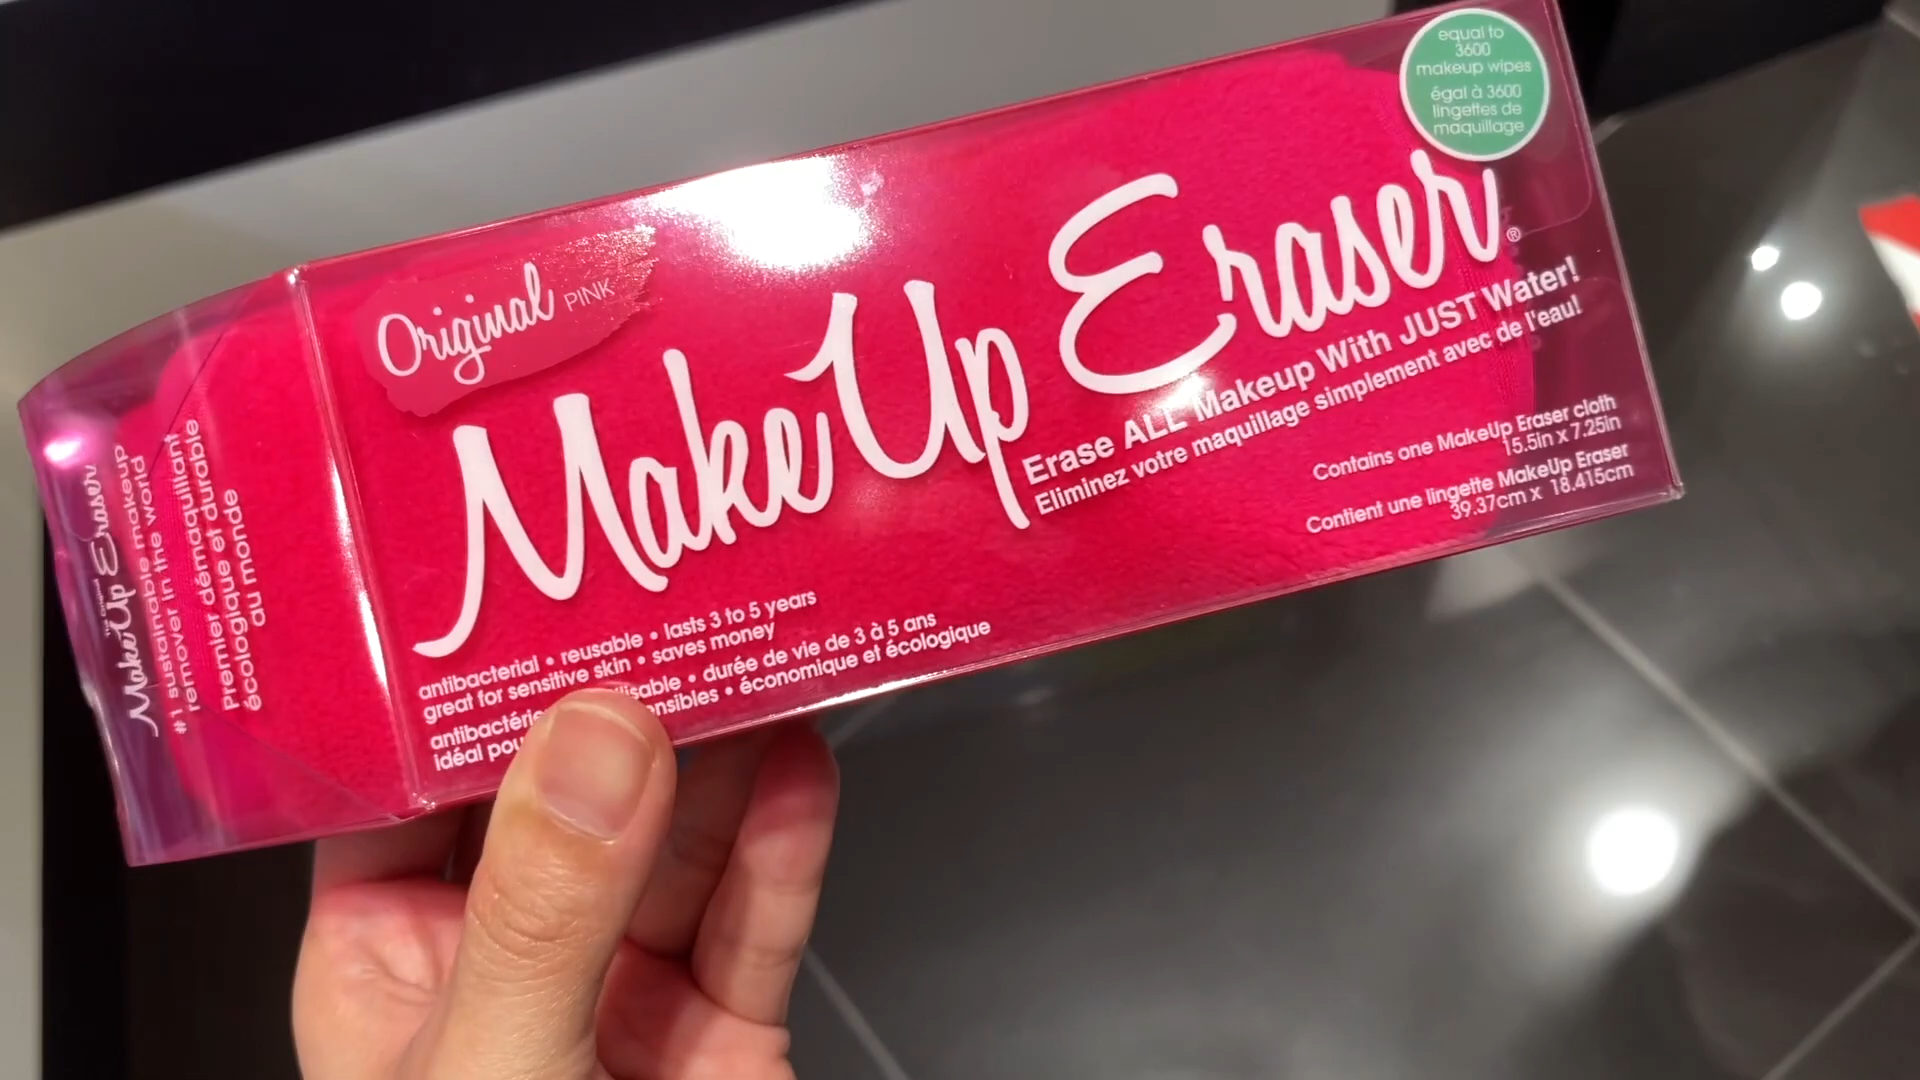 equal to
3600
makeup wipes
égal à 3600
lingettes de
maquillage
Original PINK
MakeUp Eraser®
Erase ALL Makeup With JUST Water!
Eliminez votre maquillage simplement avec de l'eau!
Contains one MakeUp Eraser cloth
15.5in x 7.25in
Contient une lingette MakeUp Eraser
39.37cm x 18.415cm
antibacterial • reusable • lasts 3 to 5 years
great for sensitive skin • saves money
• durée de vie de 3 à 5 ans
idéal • économique et écologique
MakeUp Eraser
#1 sustainable makeup
remover in the world
Premier démaquillant
écologique et durable
au monde